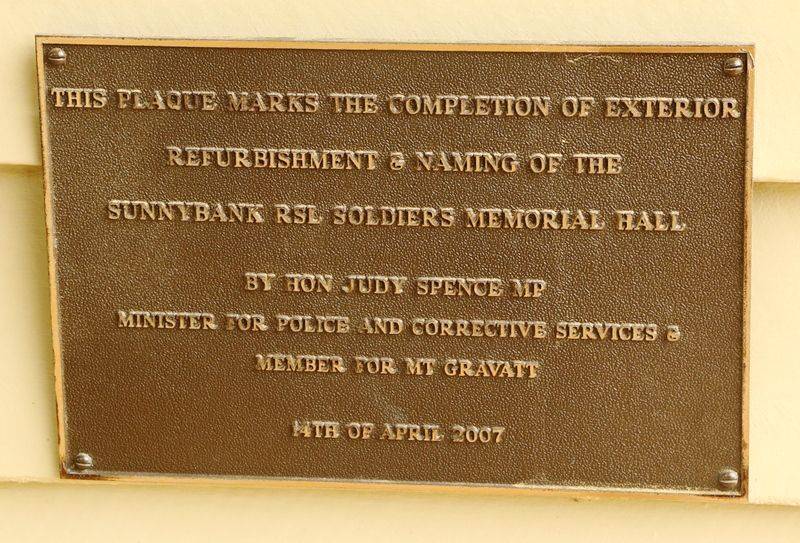 THIS PLAQUE MARKS THE COMPLETION OF EXTERIOR
REFURBISHMENT & NAMING OF THE
SUNNYBANK RSL SOLDIERS MEMORIAL HALL
BY HON JUDY SPENCE MP
MINISTER FOR POLICE AND CORRECTIVE SERVICES &
MEMBER FOR MT GRAVATT
14TH OF APRIL 2007